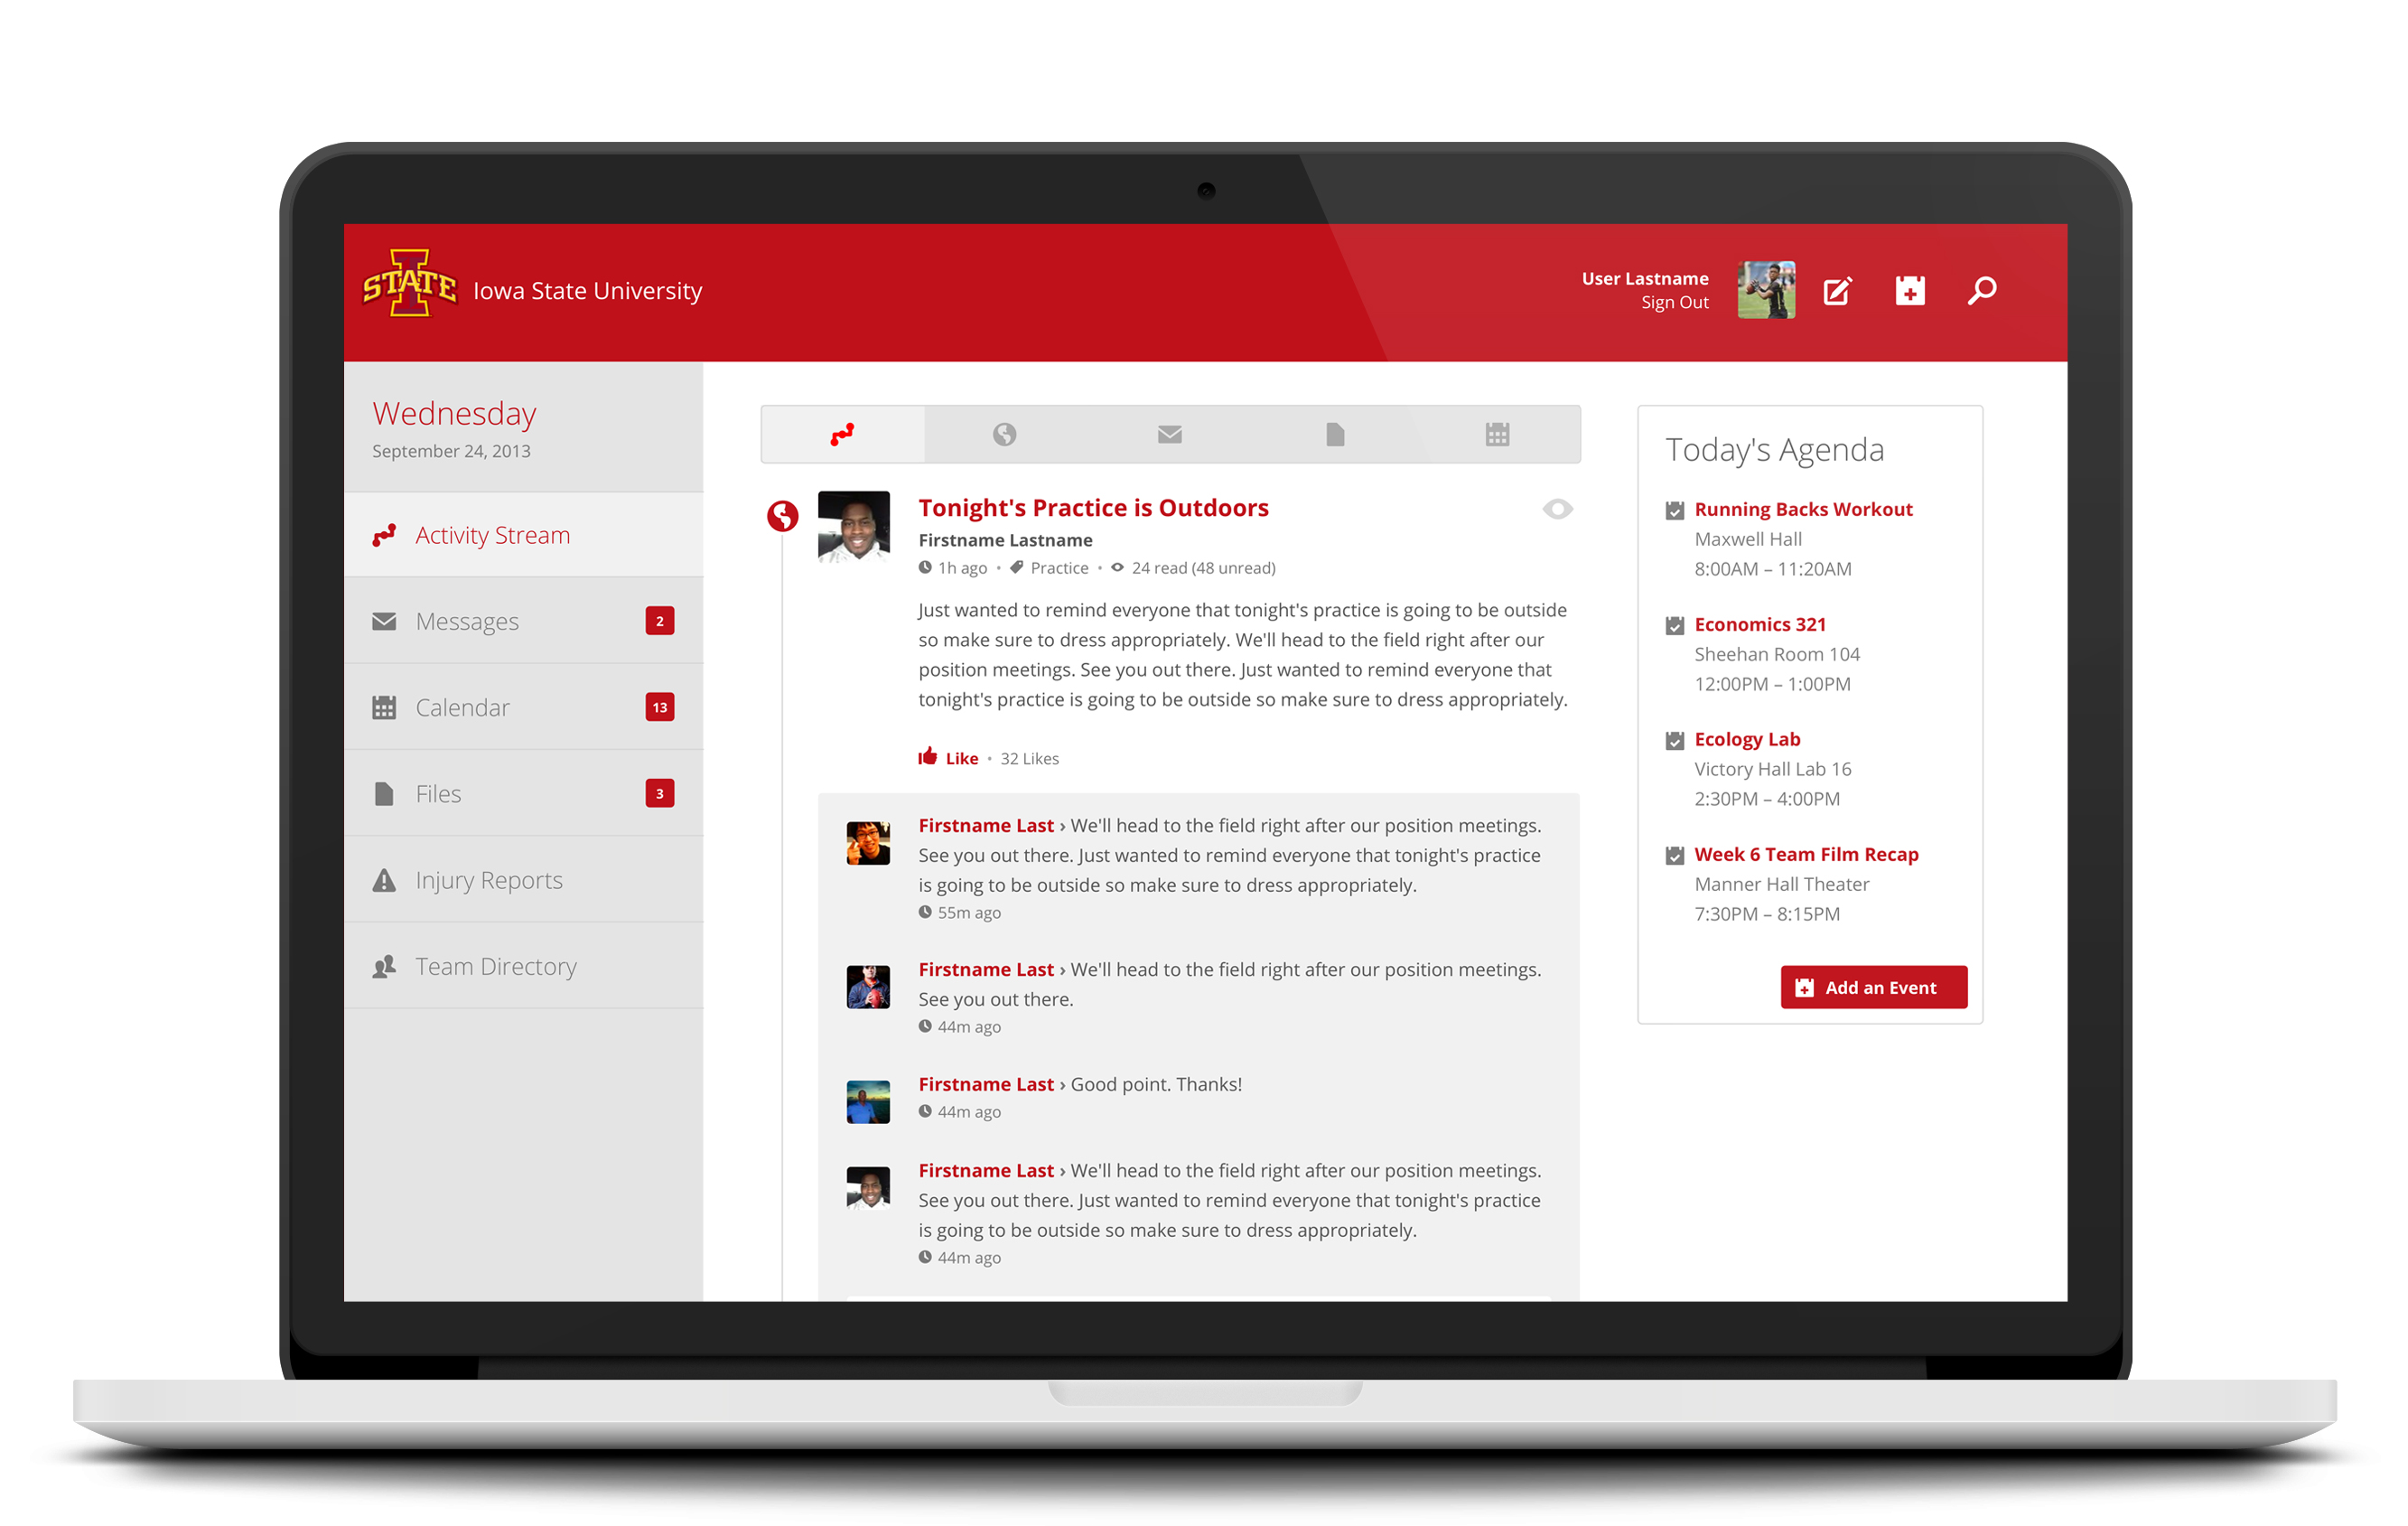 STATE
Iowa State University
User Lastname
Sign Out
Wednesday
September 24, 2013
Activity Stream
Messages
2
Calendar
13
Files
3
Injury Reports
Team Directory
Tonight's Practice is Outdoors
Firstname Lastname
1h ago • Practice • 24 read (48 unread)
Just wanted to remind everyone that tonight's practice is going to be outside
so make sure to dress appropriately. We'll head to the field right after our
position meetings. See you out there. Just wanted to remind everyone that
tonight's practice is going to be outside so make sure to dress appropriately.
Like • 32 Likes
Firstname Last › We'll head to the field right after our position meetings.
See you out there. Just wanted to remind everyone that tonight's practice
is going to be outside so make sure to dress appropriately.
55m ago
Firstname Last › We'll head to the field right after our position meetings.
See you out there.
44m ago
Firstname Last › Good point. Thanks!
44m ago
Firstname Last › We'll head to the field right after our position meetings.
See you out there. Just wanted to remind everyone that tonight's practice
is going to be outside so make sure to dress appropriately.
44m ago
Today's Agenda
Running Backs Workout
Maxwell Hall
8:00AM – 11:20AM
Economics 321
Sheehan Room 104
12:00PM – 1:00PM
Ecology Lab
Victory Hall Lab 16
2:30PM – 4:00PM
Week 6 Team Film Recap
Manner Hall Theater
7:30PM – 8:15PM
Add an Event